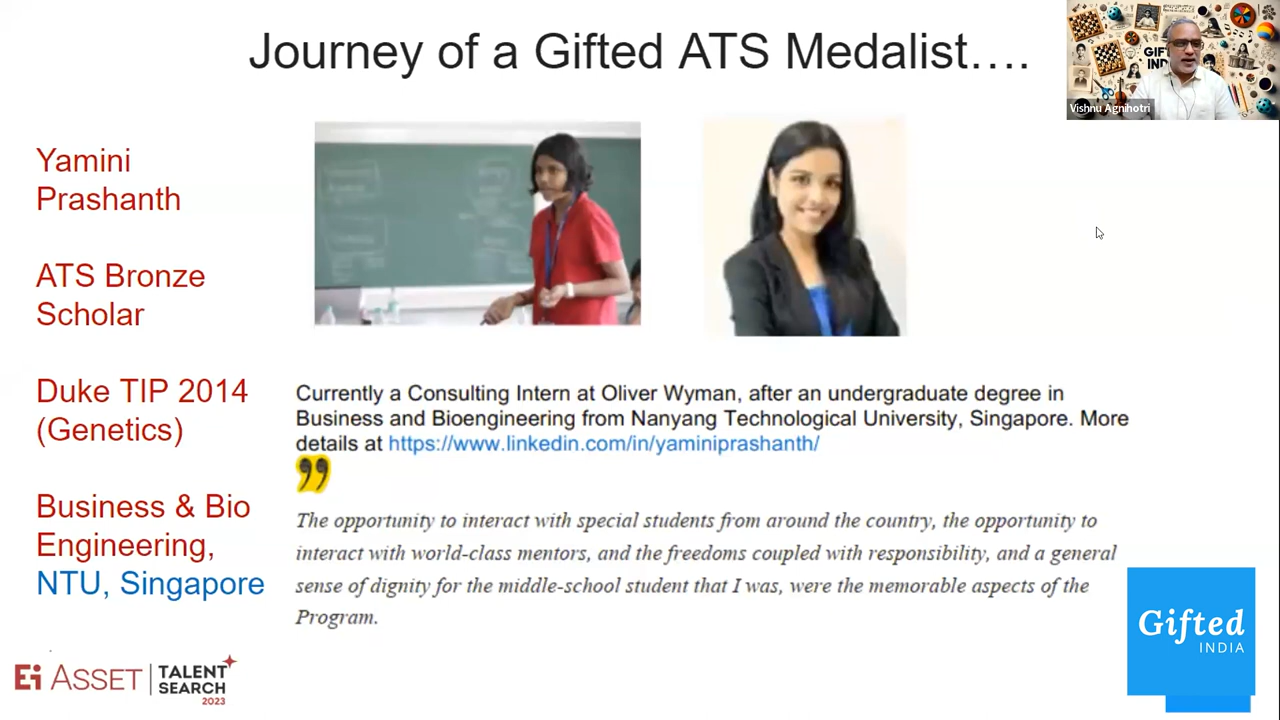 Journey of a Gifted ATS Medalist….
GIFTED
Vishnu Agnihotri
Yamini
Prashanth
ATS Bronze
Scholar
Duke TIP 2014
(Genetics)
Business & Bio
Engineering,
NTU, Singapore
Currently a Consulting Intern at Oliver Wyman, after an undergraduate degree in
Business and Bioengineering from Nanyang Technological University, Singapore. More
details at https://www.linkedin.com/in/yaminiprashanth/
”
The opportunity to interact with special students from around the country, the opportunity to
interact with world-class mentors, and the freedoms coupled with responsibility, and a general
sense of dignity for the middle-school student that I was, were the memorable aspects of the
Program.
Ei ASSET | TALENT
SEARCH
2023
Gifted
INDIA